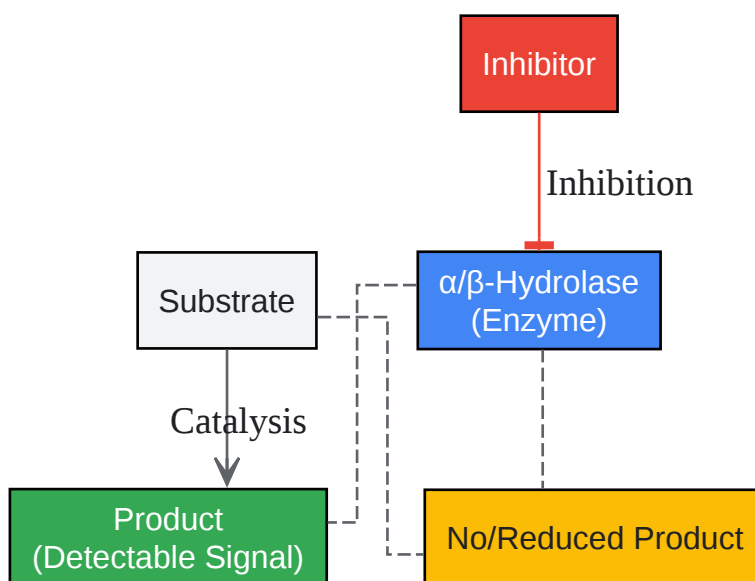 Inhibitor
Inhibition
Substrate
α/β-Hydrolase
(Enzyme)
Catalysis
Product
(Detectable Signal)
No/Reduced Product